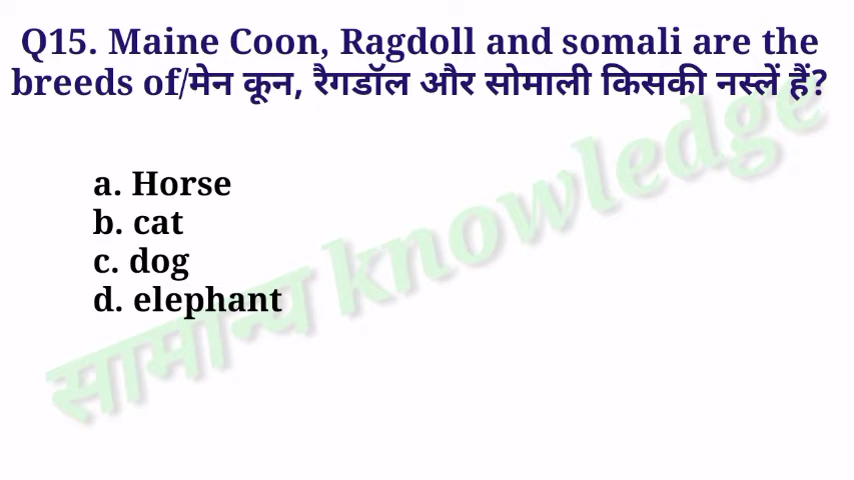 Q15. Maine Coon, Ragdoll and somali are the
breeds of/मेन कून, रैगडॉल और सोमाली किसकी नस्लें हैं?
a. Horse
b. cat
c. dog
d. elephant
सामान्य knowledge